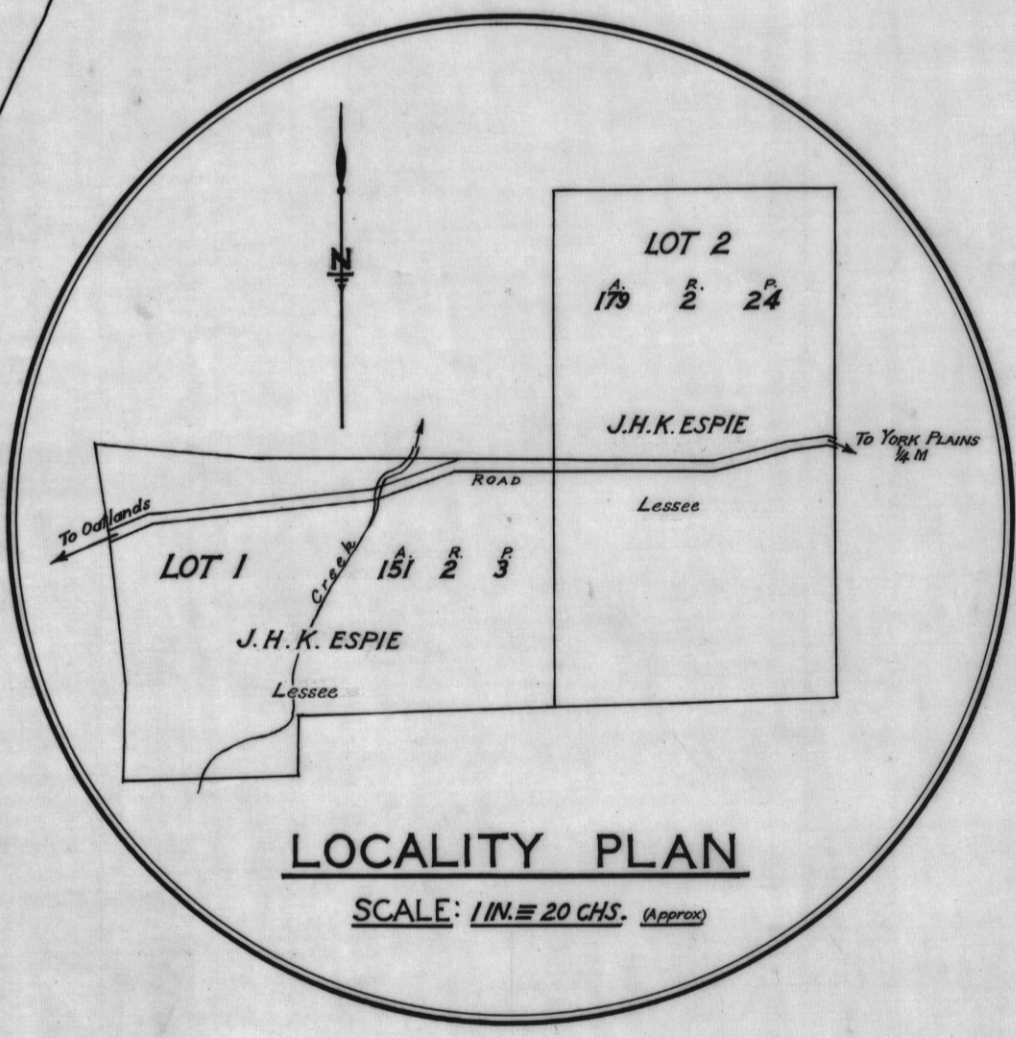 N
LOT 2
A. R. P.
179 2 24
J.H.K. ESPIE
To YORK PLAINS
¼ M
ROAD
Lessee
To Oatlands
LOT 1
Creek
A. R. P.
151 2 3
J. H. K. ESPIE
Lessee
LOCALITY PLAN
SCALE: 1 IN. ≡ 20 CHS. (Approx)